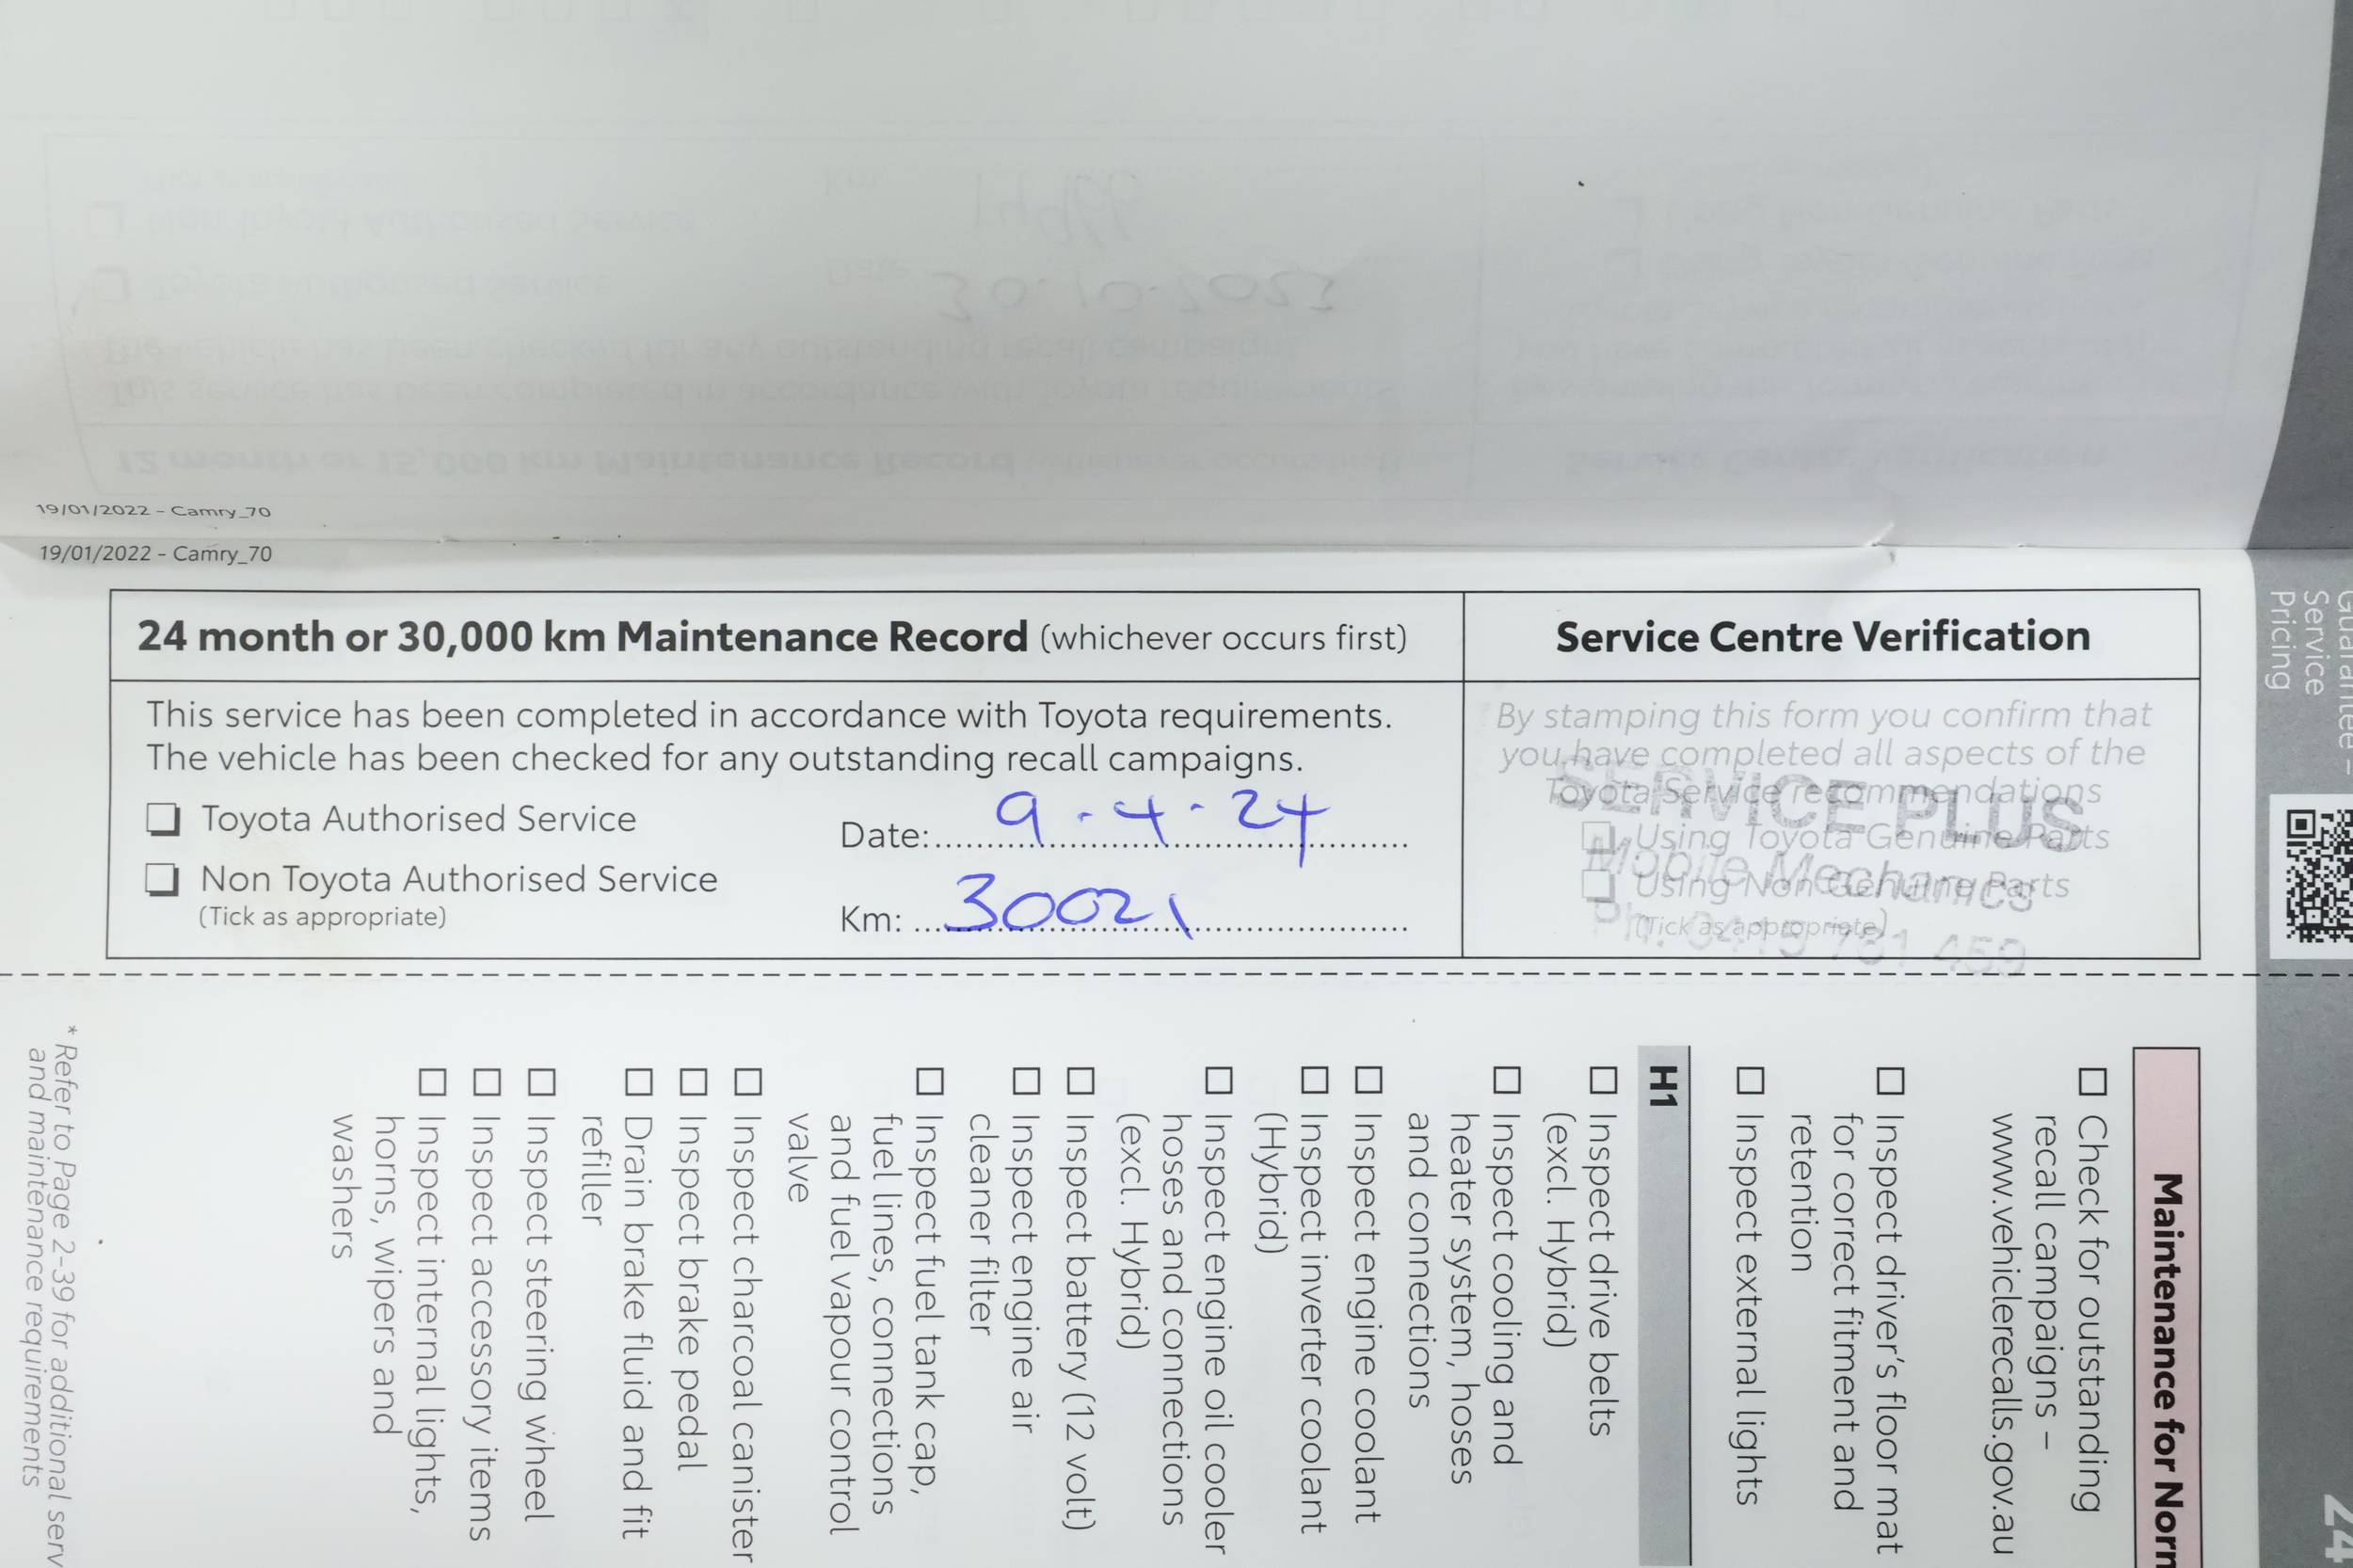 30.10.2023
19/01/2022 – Camry_70
19/01/2022 – Camry_70
24 month or 30,000 km Maintenance Record (whichever occurs first)
This service has been completed in accordance with Toyota requirements.
The vehicle has been checked for any outstanding recall campaigns.
❏ Toyota Authorised Service
❏ Non Toyota Authorised Service
(Tick as appropriate)
Date: 9.4.24
Km: 30021
Service Centre Verification
By stamping this form you confirm that
you have completed all aspects of the
Toyota Service recommendations
❏ Using Toyota Genuine Parts
❏ Using Non Genuine Parts
(Tick as appropriate)
SERVICE PLUS
Mobile Mechanics
Service
Pricing
Maintenance for
□ Check for outstanding
recall campaigns –
www.vehiclerecalls.gov.au
□ Inspect driver's floor mat
for correct fitment and
retention
□ Inspect external lights
H1
□ Inspect drive belts
(excl. Hybrid)
□ Inspect cooling and
heater system, hoses
and connections
□ Inspect engine coolant
□ Inspect inverter coolant
(Hybrid)
□ Inspect engine oil cooler
hoses and connections
(excl. Hybrid)
□ Inspect battery (12 volt)
□ Inspect engine air
cleaner filter
□ Inspect fuel tank cap,
fuel lines, connections
and fuel vapour control
valve
□ Inspect charcoal canister
□ Inspect brake pedal
□ Drain brake fluid and fit
refiller
□ Inspect steering wheel
□ Inspect accessory items
□ Inspect internal lights,
horns, wipers and
washers
* Refer to Page 2-39 for additional
and maintenance requirements
24